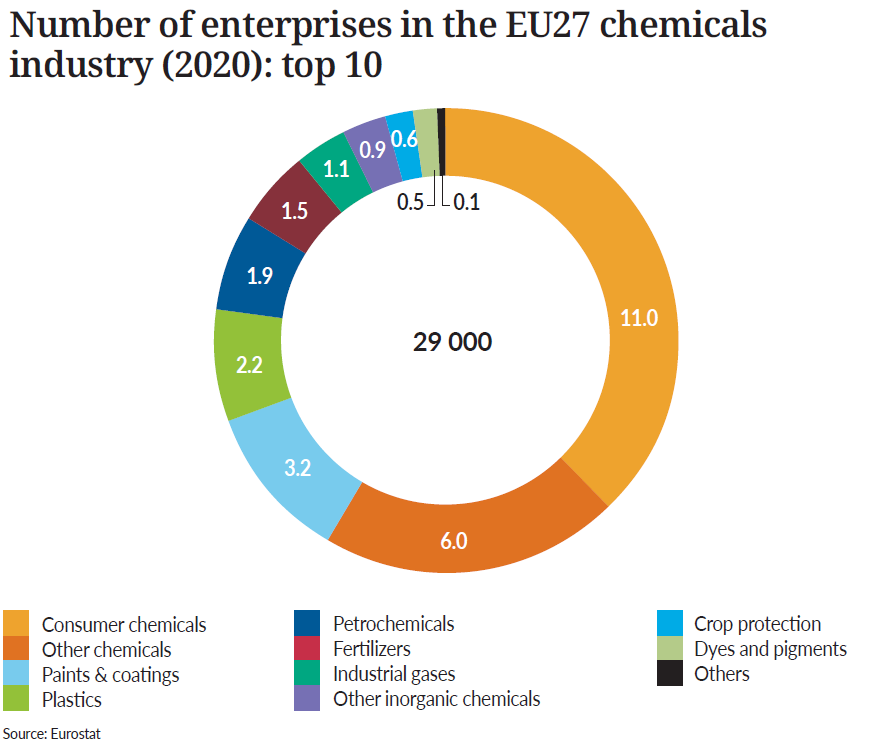 Number of enterprises in the EU27 chemicals
industry (2020): top 10
0.6
0.9
1.1
0.5
0.1
1.5
1.9
11.0
29 000
2.2
3.2
6.0
Consumer chemicals
Other chemicals
Paints & coatings
Plastics
Petrochemicals
Fertilizers
Industrial gases
Other inorganic chemicals
Crop protection
Dyes and pigments
Others
Source: Eurostat